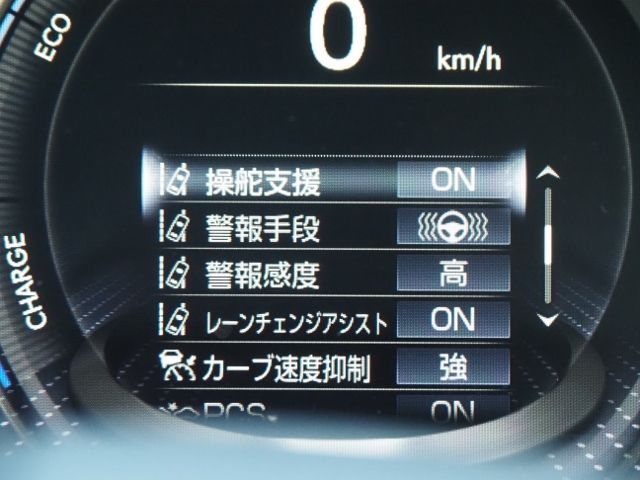 0
km/h
ECO
操舵支援 ON
警報手段
警報感度 高
CHARGE
レーンチェンジアシスト ON
カーブ速度抑制 強
PCS ON